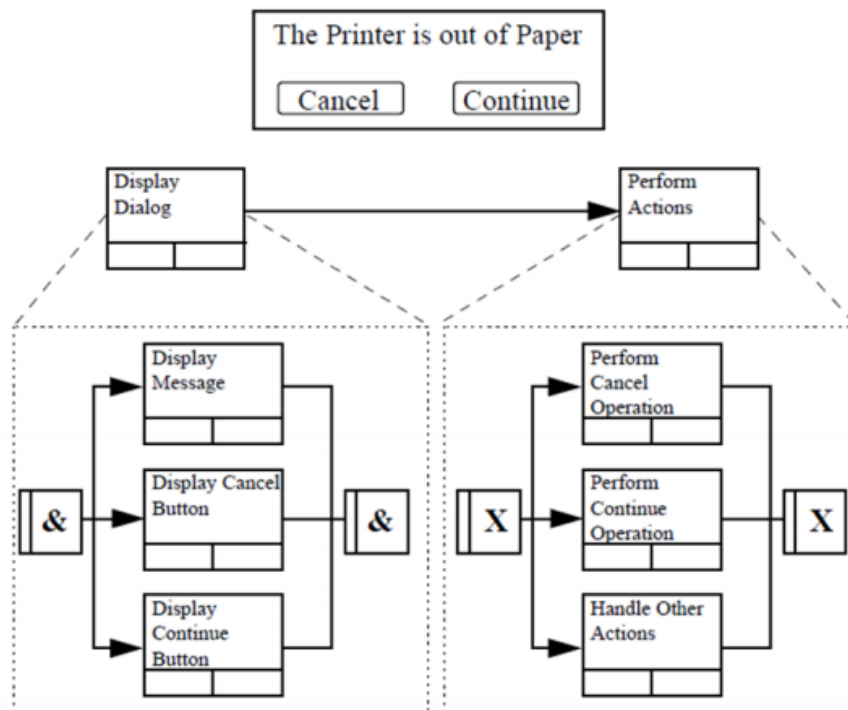 The Printer is out of Paper
Cancel
Continue
Display
Dialog
Perform
Actions
Display
Message
&
Display Cancel
Button
&
Display
Continue
Button
Perform
Cancel
Operation
X
Perform
Continue
Operation
X
Handle Other
Actions